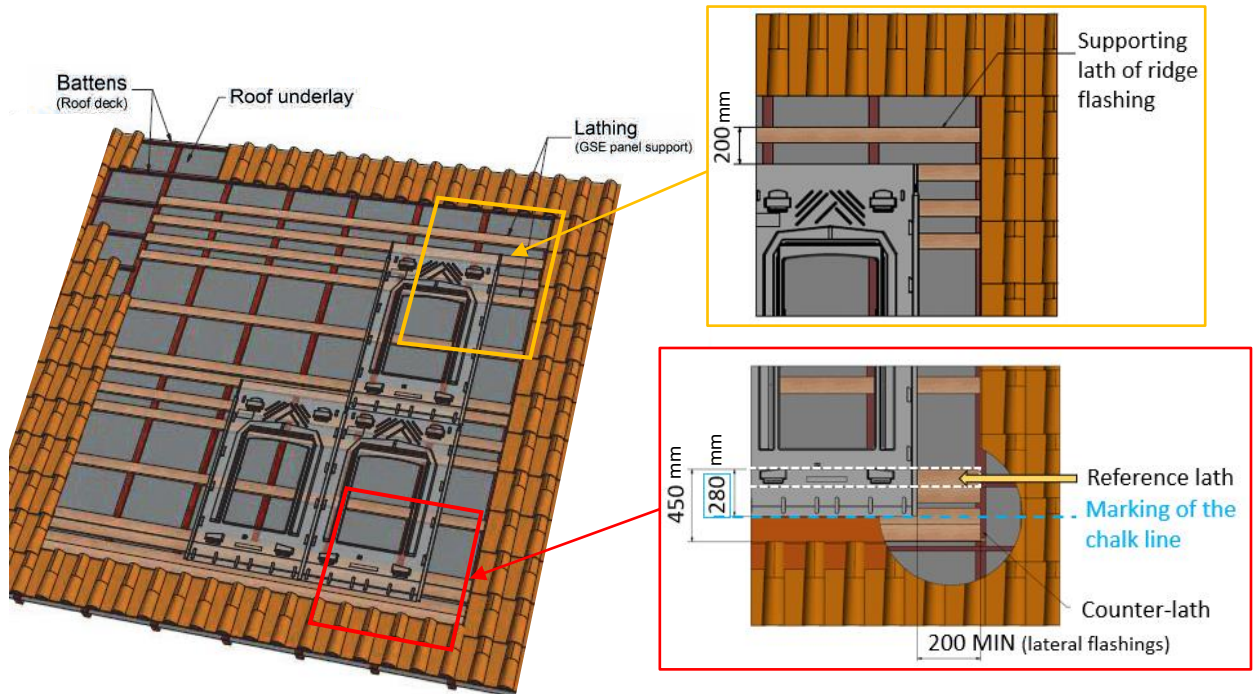 Battens
(Roof deck)
Roof underlay
Lathing
(GSE panel support)
Supporting
lath of ridge
flashing
200 mm
450 mm
280 mm
Reference lath
Marking of the
chalk line
Counter-lath
200 MIN (lateral flashings)